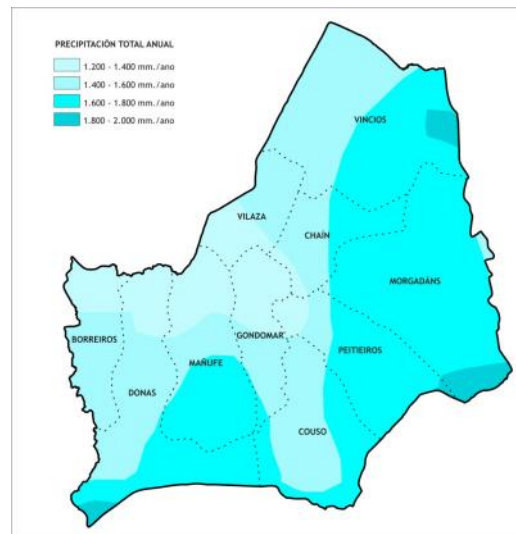 PRECIPITACIÓN TOTAL ANUAL
1.200 - 1.400 mm./ano
1.400 - 1.600 mm./ano
1.600 - 1.800 mm./ano
1.800 - 2.000 mm./ano
VINCIOS
VILAZA
CHAÍN
MORGADÁNS
BORREIROS
GONDOMAR
PEITIEIROS
MAÑUFE
DONAS
COUSO